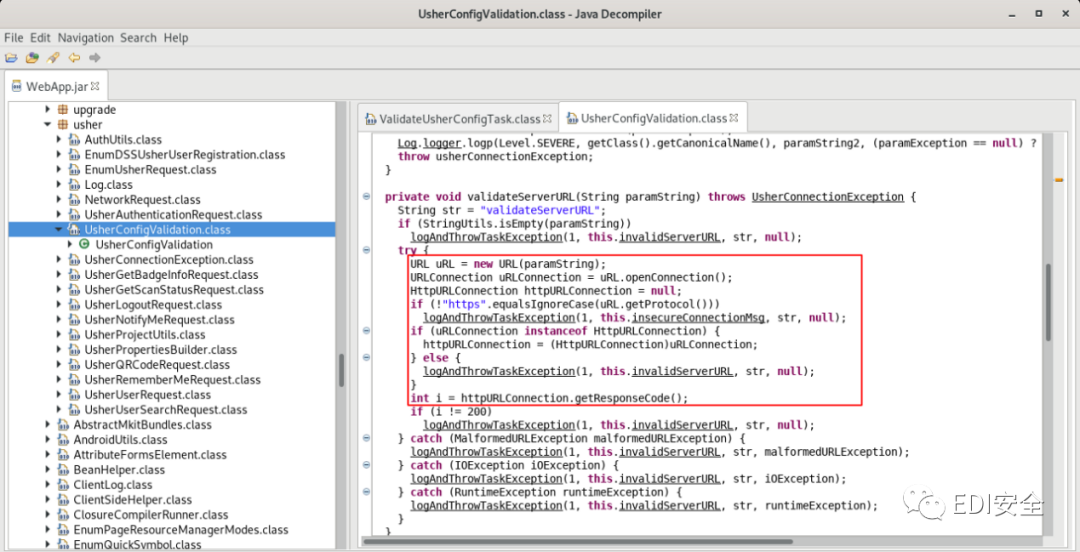 UsherConfigValidation.class - Java Decompiler
File Edit Navigation Search Help
WebApp.jar
upgrade
usher
AuthUtils.class
EnumDSSUsherUserRegistration.class
EnumUsherRequest.class
Log.class
NetworkRequest.class
UsherAuthenticationRequest.class
UsherConfigValidation.class
UsherConfigValidation
UsherConnectionException.class
UsherGetBadgeInfoRequest.class
UsherGetScanStatusRequest.class
UsherLogoutRequest.class
UsherNotifyMeRequest.class
UsherProjectUtils.class
UsherPropertiesBuilder.class
UsherQRCodeRequest.class
UsherRememberMeRequest.class
UsherUserRequest.class
UsherUserSearchRequest.class
AbstractMkitBundles.class
AndroidUtils.class
AttributeFormsElement.class
BeanHelper.class
ClientLog.class
ClientSideHelper.class
ClosureCompilerRunner.class
EnumPageResourceManagerModes.class
EnumQuickSymbol.class
ValidateUsherConfigTask.class UsherConfigValidation.class
Log.logger.logp(Level.SEVERE, getClass().getCanonicalName(), paramString2, (paramException == null) ?
throw usherConnectionException;
}
private void validateServerURL(String paramString) throws UsherConnectionException {
String str = "validateServerURL";
if (StringUtils.isEmpty(paramString))
logAndThrowTaskException(1, this.invalidServerURL, str, null);
try {
URL uRL = new URL(paramString);
URLConnection uRLConnection = uRL.openConnection();
HttpURLConnection httpURLConnection = null;
if (!"https".equalsIgnoreCase(uRL.getProtocol()))
logAndThrowTaskException(1, this.insecureConnectionMsg, str, null);
if (uRLConnection instanceof HttpURLConnection) {
httpURLConnection = (HttpURLConnection)uRLConnection;
} else {
logAndThrowTaskException(1, this.invalidServerURL, str, null);
}
int i = httpURLConnection.getResponseCode();
if (i != 200)
logAndThrowTaskException(1, this.invalidServerURL, str, null);
} catch (MalformedURLException malformedURLException) {
logAndThrowTaskException(1, this.invalidServerURL, str, malformedURLException);
} catch (IOException iOException) {
logAndThrowTaskException(1, this.invalidServerURL, str, iOException);
} catch (RuntimeException runtimeException) {
logAndThrowTaskException(1, this.invalidServerURL, str, runtimeException);
}
}
EDI安全